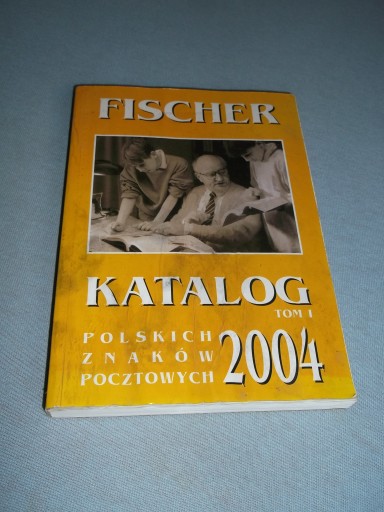 FISCHER
KATALOG
TOM I
POLSKICH
ZNAKÓW
POCZTOWYCH
2004